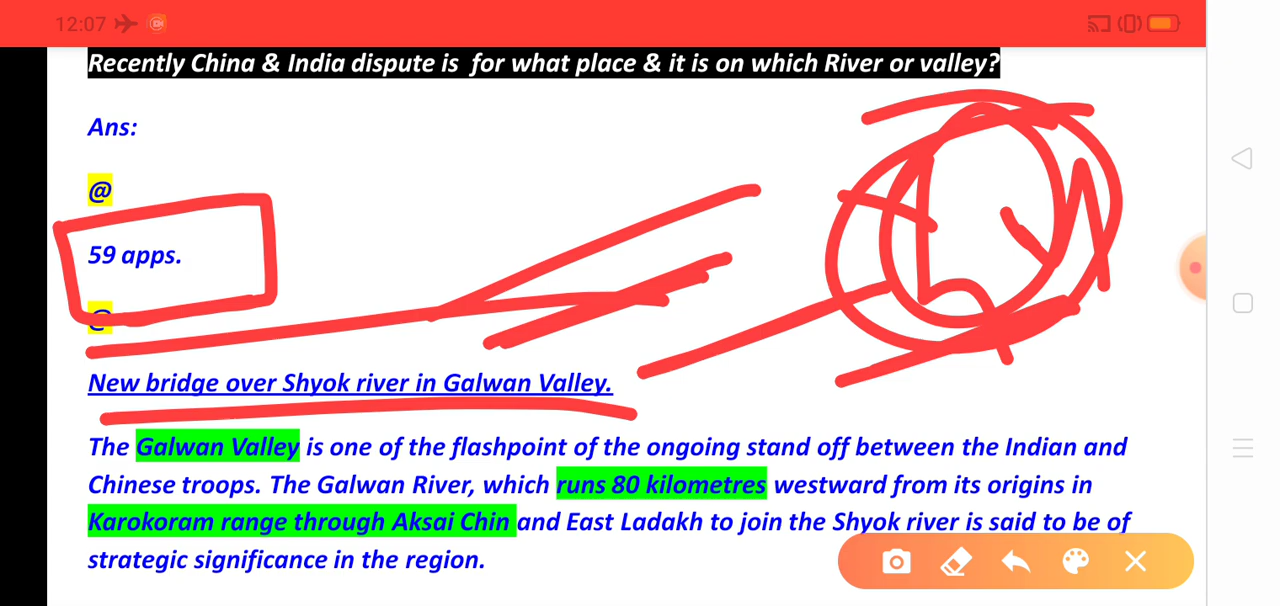 12:07
Recently China & India dispute is for what place & it is on which River or valley?
Ans:
@
59 apps.
@
New bridge over Shyok river in Galwan Valley.
The Galwan Valley is one of the flashpoint of the ongoing stand off between the Indian and
Chinese troops. The Galwan River, which runs 80 kilometres westward from its origins in
Karokoram range through Aksai Chin and East Ladakh to join the Shyok river is said to be of
strategic significance in the region.